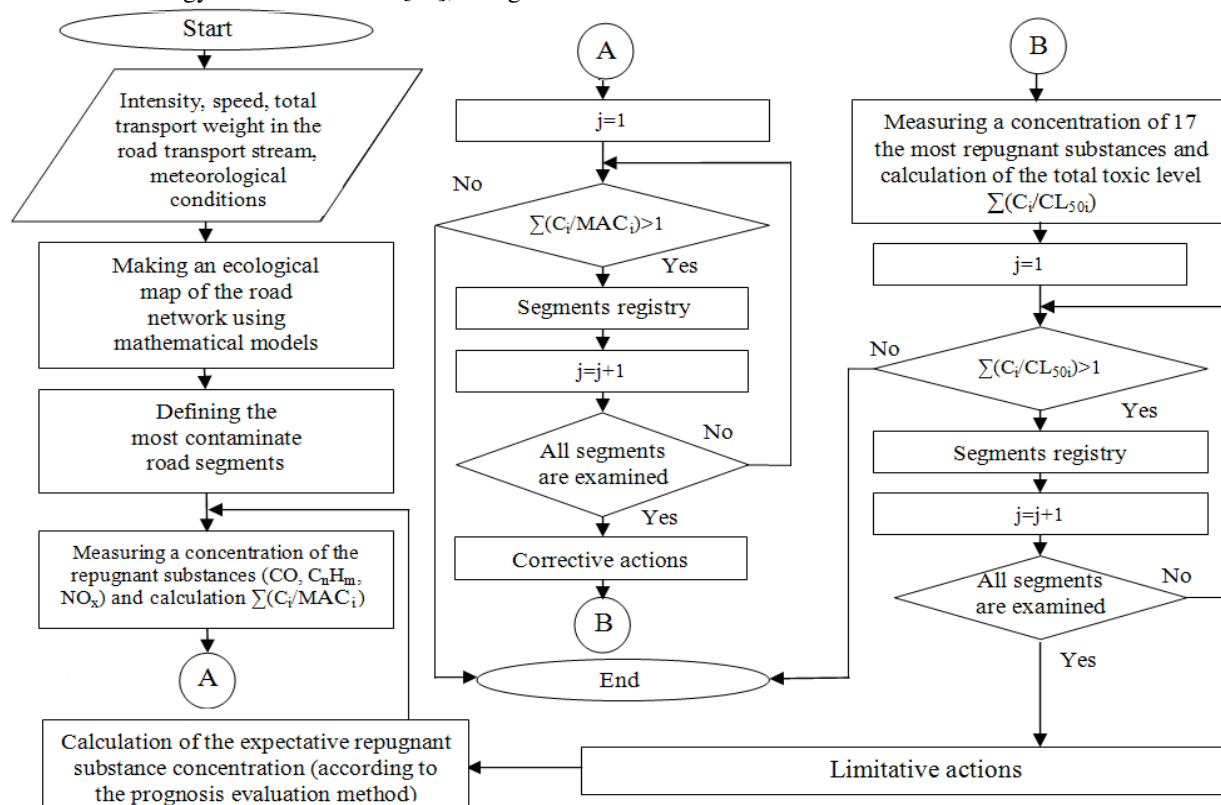 Start
Intensity, speed, total
transport weight in the
road transport stream,
meteorological
conditions
Making an ecological
map of the road
network using
mathematical models
Defining the
most contaminate
road segments
Measuring a concentration of the
repugnant substances (CO, CnHm,
NOx) and calculation ∑(Ci/MACi)
A
Calculation of the expectative repugnant
substance concentration (according to
the prognosis evaluation method)
A
j=1
No
∑(Ci/MACi)>1
Yes
Segments registry
j=j+1
No
All segments
are examined
Yes
Corrective actions
B
End
B
Measuring a concentration of 17
the most repugnant substances and
calculation of the total toxic level
∑(Ci/CL50i)
j=1
No
∑(Ci/CL50i)>1
Yes
Segments registry
j=j+1
All segments
are examined
No
Yes
Limitative actions